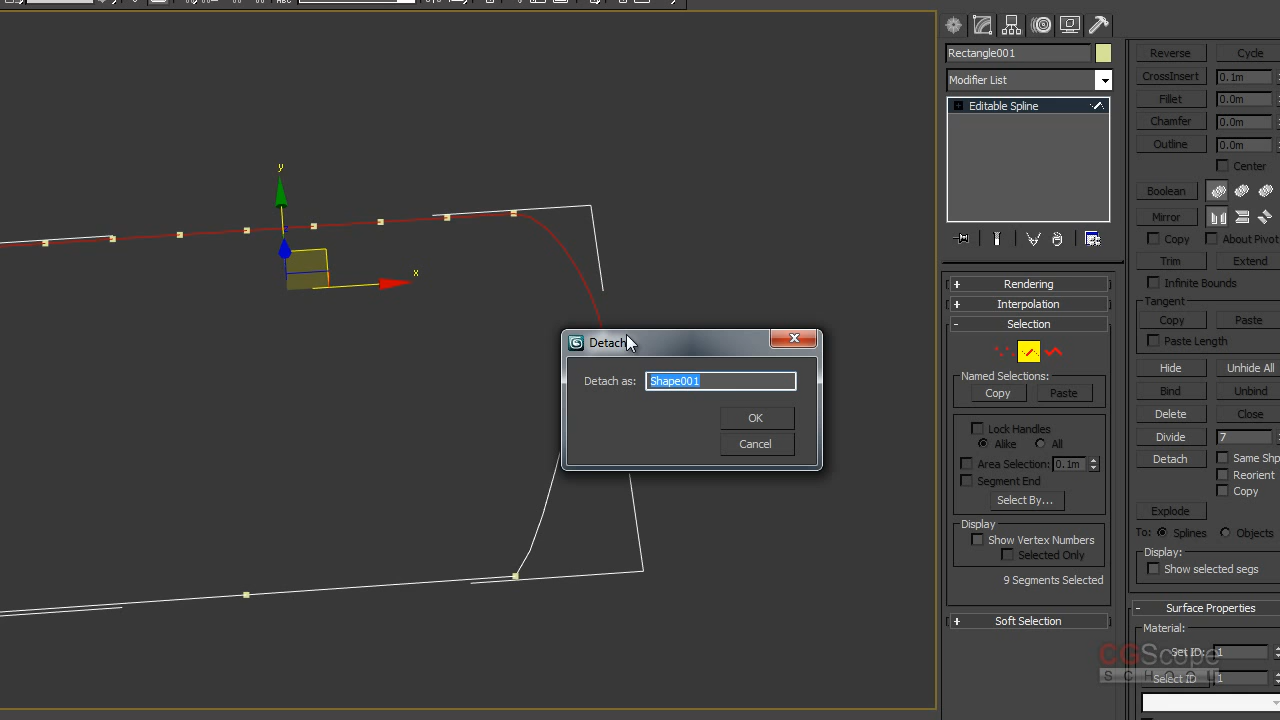 Rectangle001
Modifier List
Editable Spline
Rendering
Interpolation
Selection
Named Selections:
Copy Paste
Lock Handles
Alike All
Area Selection: 0.1m
Segment End
Select By...
Display
Show Vertex Numbers
Selected Only
9 Segments Selected
Soft Selection
Reverse Cycle
CrossInsert 0.1m
Fillet 0.0m
Chamfer 0.0m
Outline 0.0m
Center
Boolean
Mirror
Copy About Pivot
Trim Extend
Infinite Bounds
Tangent
Copy Paste
Paste Length
Hide Unhide All
Bind Unbind
Delete Close
Divide 7
Detach Same Shp
Reorient
Copy
Explode
To: Splines Objects
Display:
Show selected segs
Surface Properties
Material:
Set ID: 1
Select ID 1
y
x
Detach
Detach as: Shape001
OK
Cancel
CGScope
SCHOOL